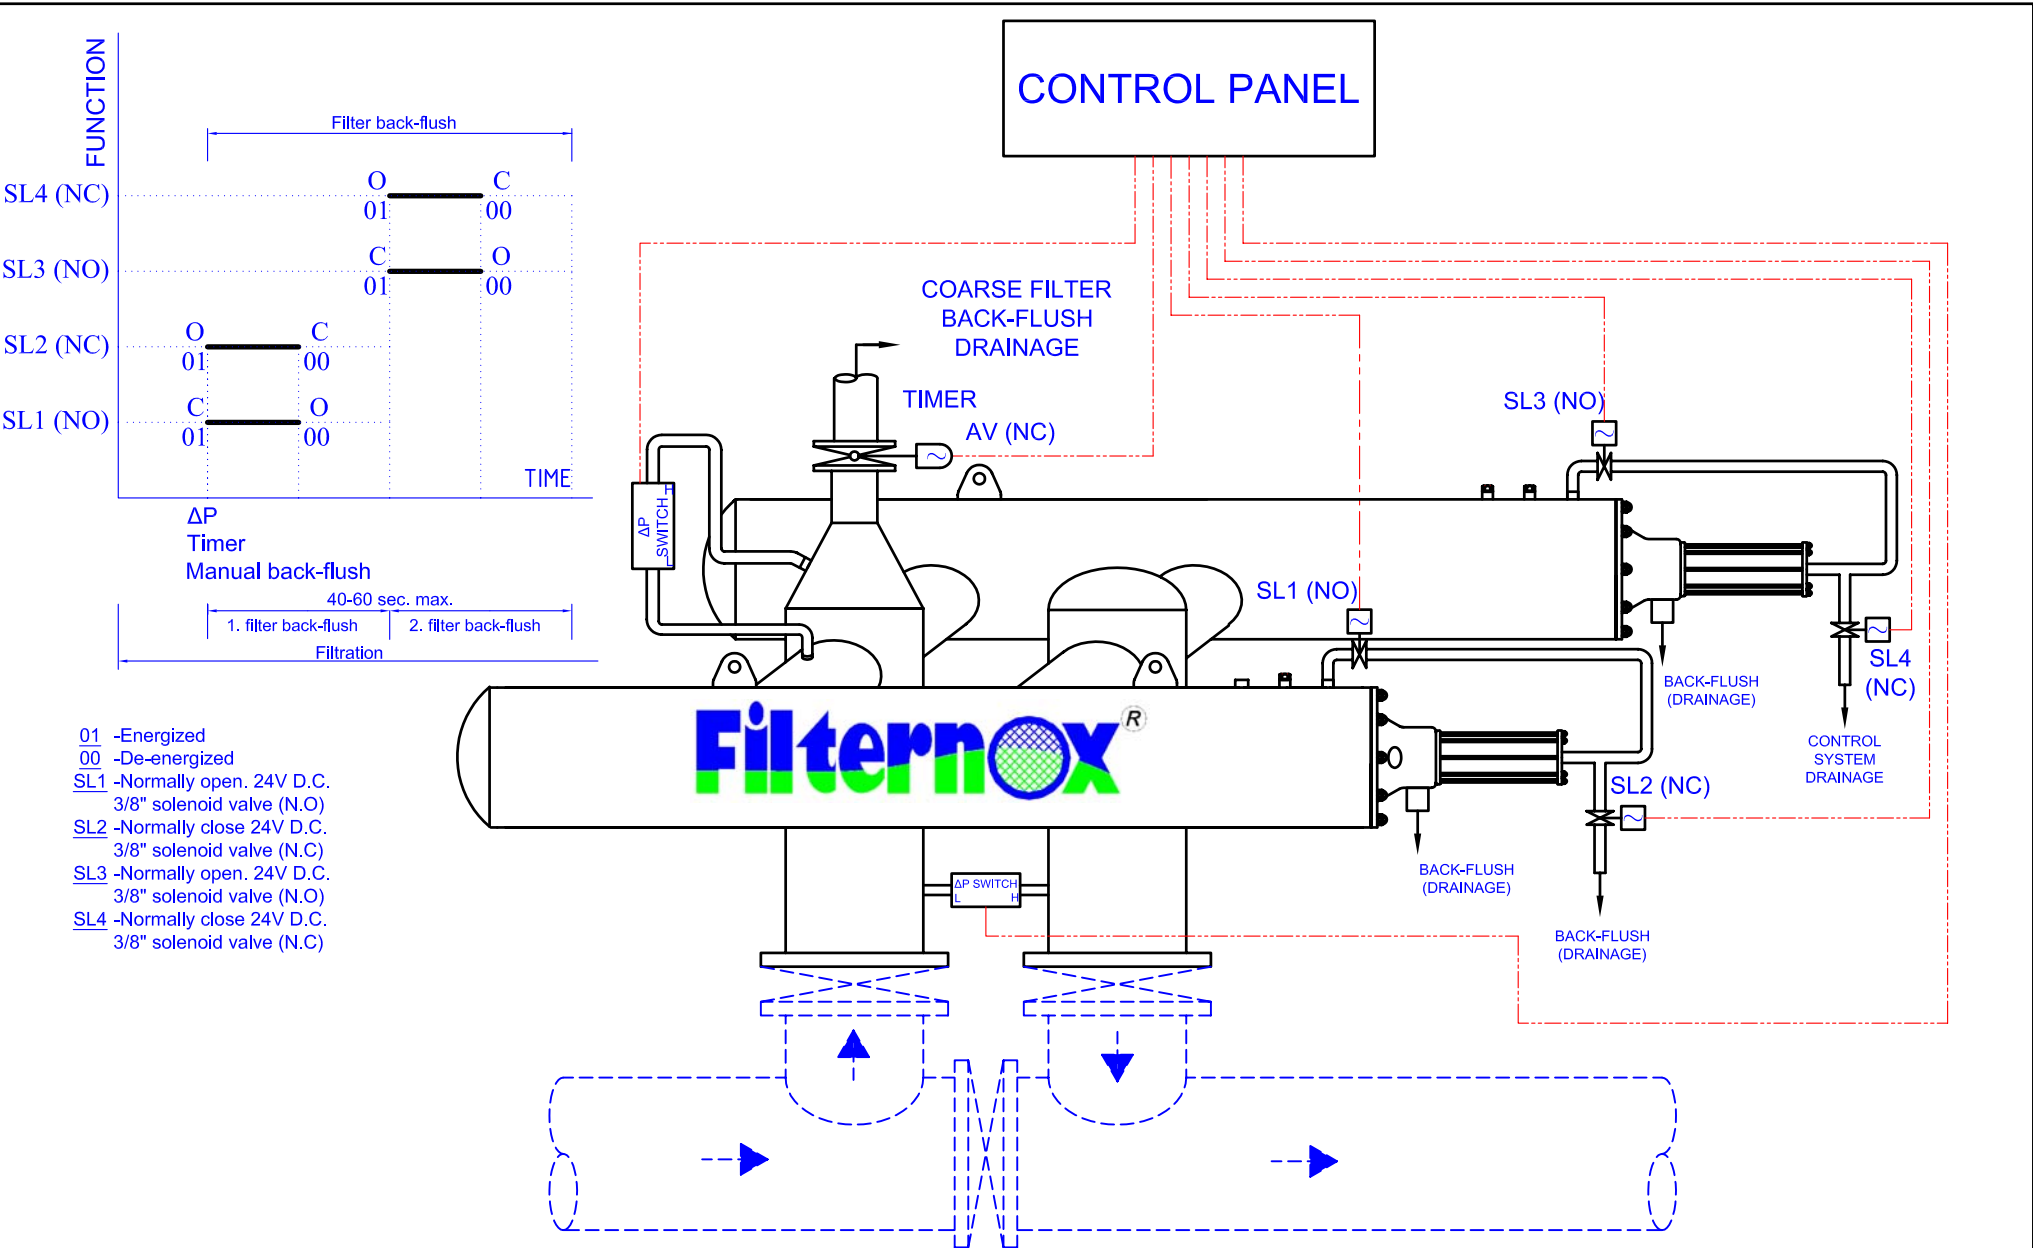 FUNCTION
Filter back-flush
SL4 (NC)
O
C
01
00
SL3 (NO)
C
O
01
00
SL2 (NC)
O
C
01
00
SL1 (NO)
C
O
01
00
TIME
ΔP
Timer
Manual back-flush
40-60 sec. max.
1. filter back-flush
2. filter back-flush
Filtration
01 -Energized
00 -De-energized
SL1 -Normally open. 24V D.C.
3/8" solenoid valve (N.O)
SL2 -Normally close 24V D.C.
3/8" solenoid valve (N.C)
SL3 -Normally open. 24V D.C.
3/8" solenoid valve (N.O)
SL4 -Normally close 24V D.C.
3/8" solenoid valve (N.C)
CONTROL PANEL
COARSE FILTER
BACK-FLUSH
DRAINAGE
TIMER
AV (NC)
ΔP
SWITCH
L
H
SL3 (NO)
SL1 (NO)
SL4
(NC)
BACK-FLUSH
(DRAINAGE)
CONTROL
SYSTEM
DRAINAGE
Filternox®
SL2 (NC)
BACK-FLUSH
(DRAINAGE)
BACK-FLUSH
(DRAINAGE)
ΔP SWITCH
L
H